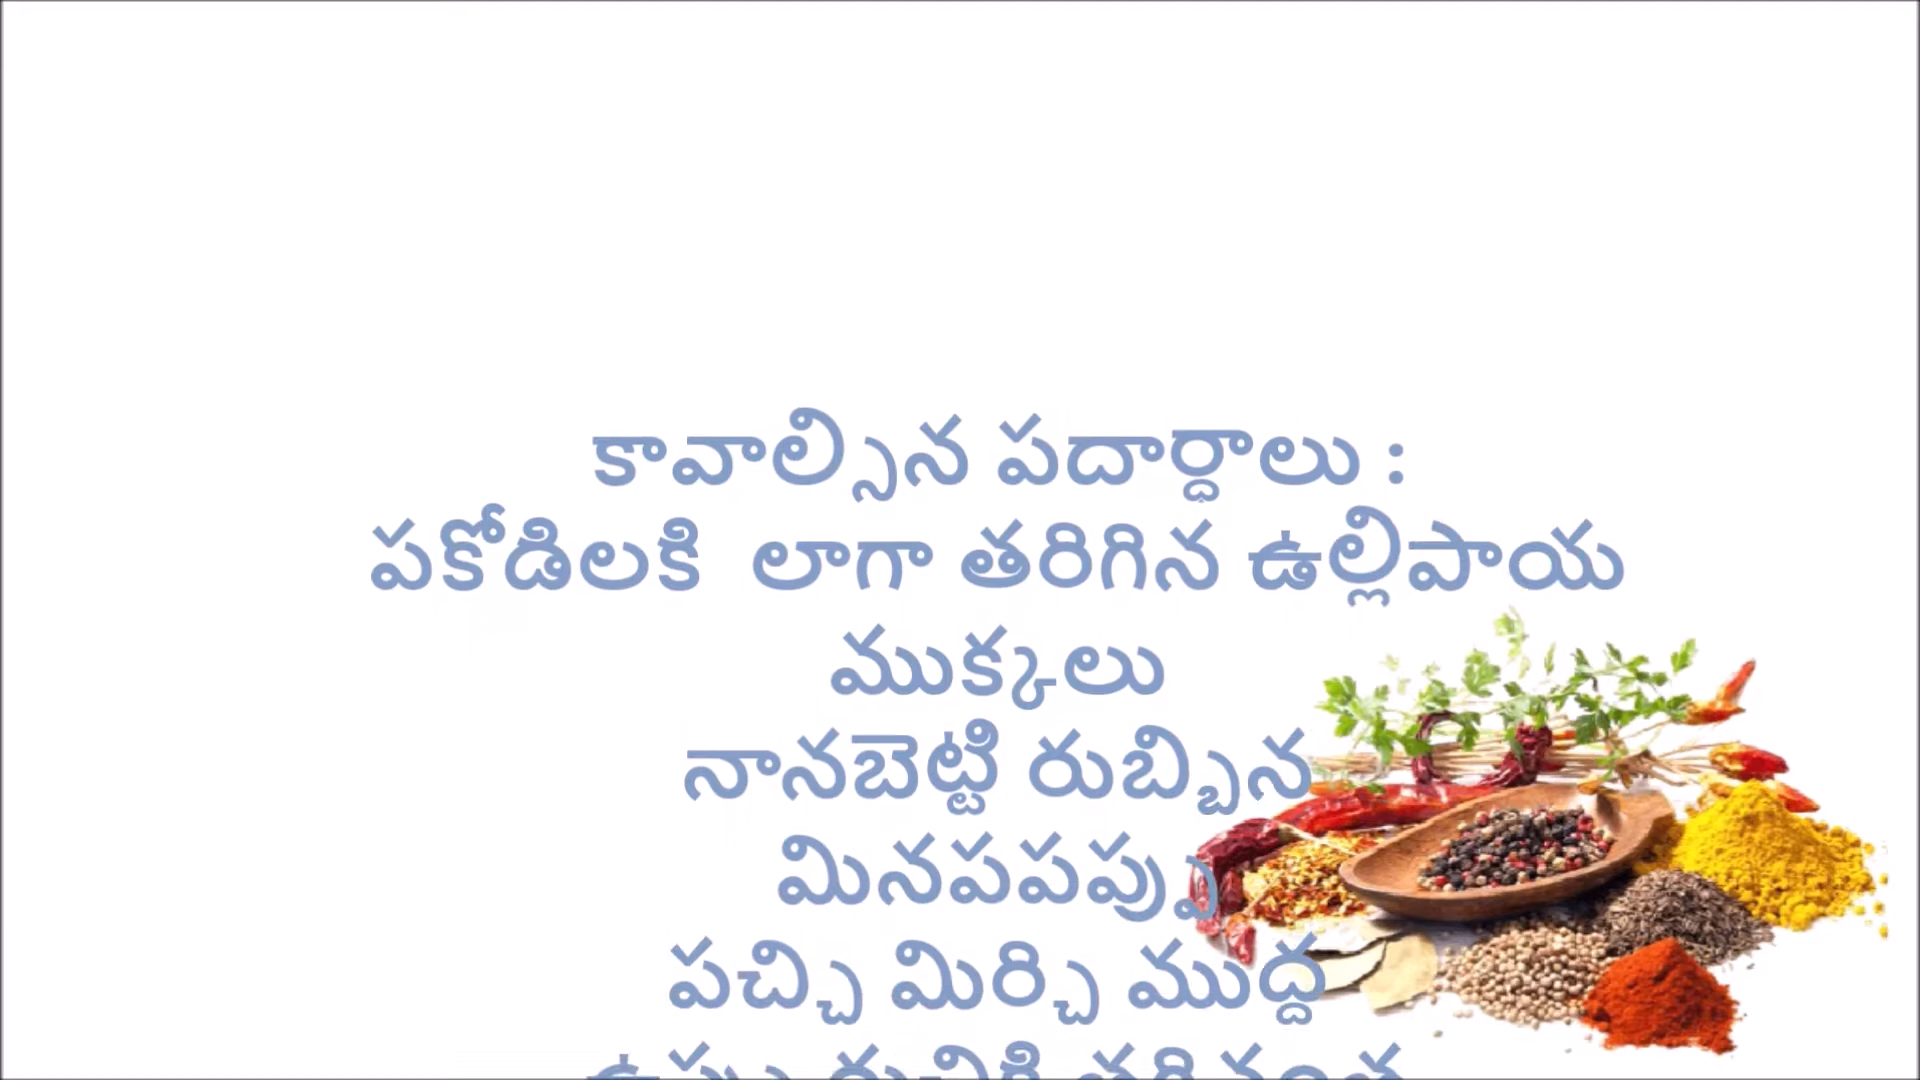 కావాల్సిన పదార్ధాలు :
పకోడిలకి లాగా తరిగిన ఉల్లిపాయ
ముక్కలు
నానబెట్టి రుబ్బిన
మినపపప్పు
పచ్చి మిర్చి ముద్ద